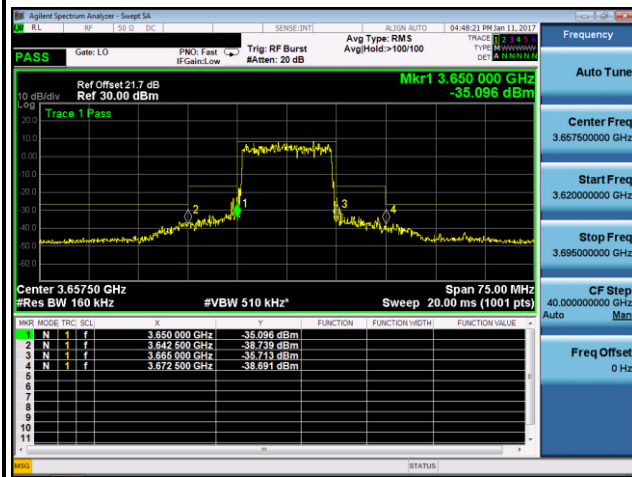 Agilent Spectrum Analyzer - Swept SA
RL RF 50 Ω DC SENSE:INT ALIGN AUTO 04:48:21 PM Jan 11, 2017
PASS Gate: LO PNO: Fast IFGain:Low Trig: RF Burst #Atten: 20 dB Avg Type: RMS Avg|Hold:>100/100 TRACE 1 2 3 4 5 6
TYPE M WWWWW
DET A N N N N N
Mkr1 3.650 000 GHz
-35.096 dBm
Ref Offset 21.7 dB
10 dB/div Ref 30.00 dBm
Log
Trace 1 Pass
20.0
10.0
0.00
-10.0
-20.0
-30.0
-40.0
-50.0
-60.0
2 1 3 4
Center 3.65750 GHz Span 75.00 MHz
#Res BW 160 kHz #VBW 510 kHz* Sweep 20.00 ms (1001 pts)
MKR MODE TRC SCL X Y FUNCTION FUNCTION WIDTH FUNCTION VALUE
1 N 1 f 3.650 000 GHz -35.096 dBm
2 N 1 f 3.642 500 GHz -38.739 dBm
3 N 1 f 3.665 000 GHz -35.713 dBm
4 N 1 f 3.672 500 GHz -38.691 dBm
5
6
7
8
9
10
11
MSG STATUS
Frequency
Auto Tune
Center Freq
3.657500000 GHz
Start Freq
3.620000000 GHz
Stop Freq
3.695000000 GHz
CF Step
40.000000000 GHz
Auto Man
Freq Offset
0 Hz